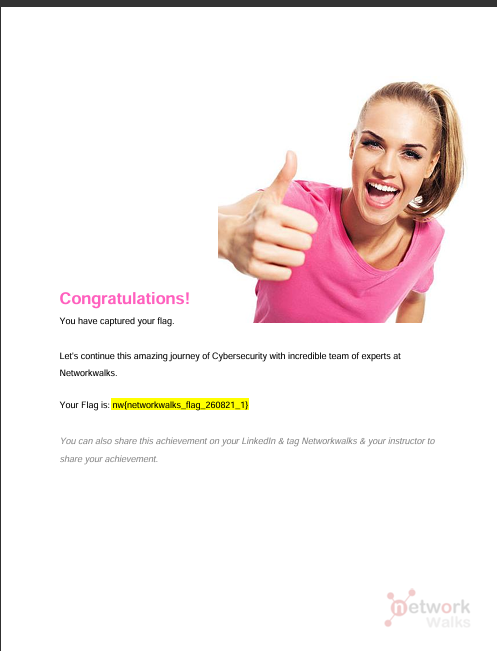 Congratulations!
You have captured your flag.
Let's continue this amazing journey of Cybersecurity with incredible team of experts at
Networkwalks.
Your Flag is: nw{networkwalks_flag_260821_1}
You can also share this achievement on your LinkedIn & tag Networkwalks & your instructor to
share your achievement.
network
Walks